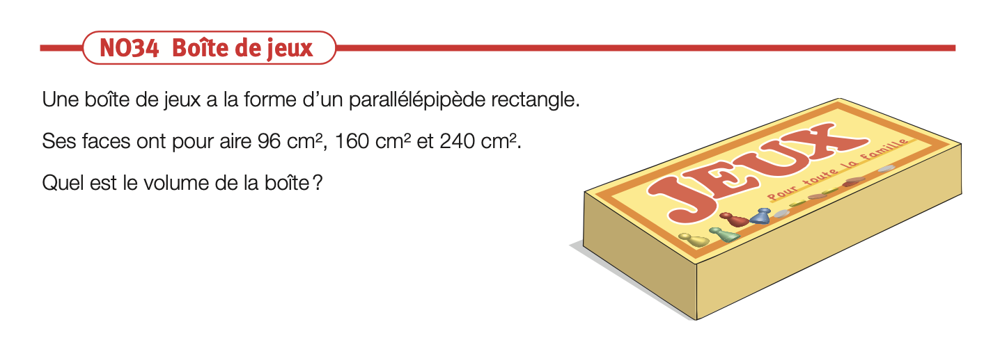 NO34 Boîte de jeux
Une boîte de jeux a la forme d’un parallélépipède rectangle.
Ses faces ont pour aire 96 cm², 160 cm² et 240 cm².
Quel est le volume de la boîte ?
JEUX
Pour toute la famille